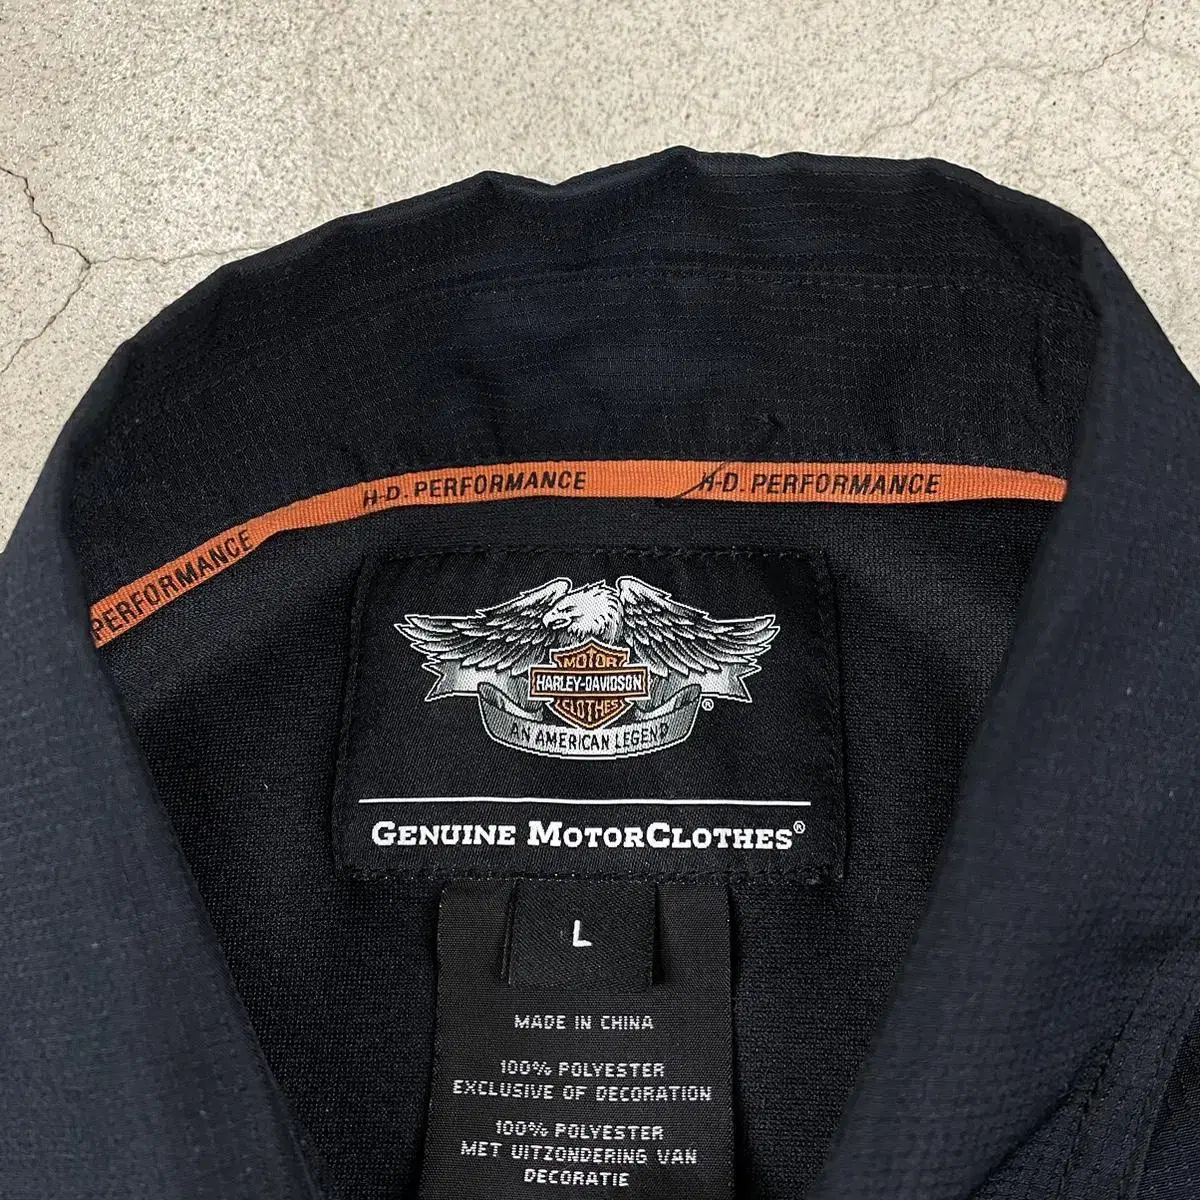 PERFORMANCE
H-D. PERFORMANCE
H-D. PERFORMANCE
MOTOR
HARLEY-DAVIDSON
CLOTHES
®
AN AMERICAN LEGEND
GENUINE MOTORCLOTHES®
L
MADE IN CHINA
100% POLYESTER
EXCLUSIVE OF DECORATION
100% POLYESTER
MET UITZONDERING VAN
DECORATIE